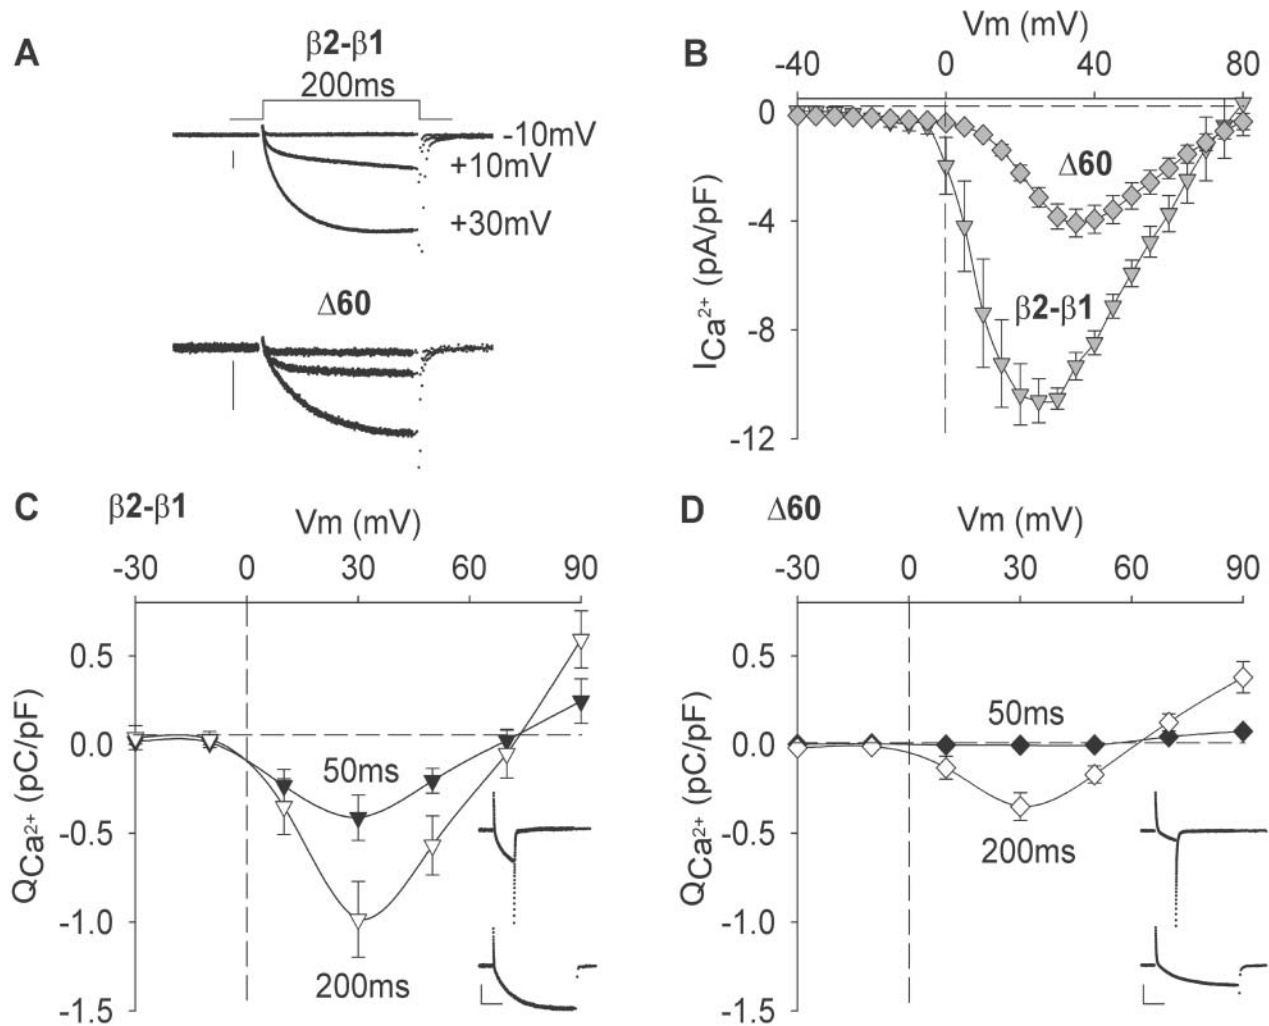 A
β2-β1
200ms
-10mV
+10mV
+30mV
Δ60
B
Vm (mV)
-40 0 40 80
0
-4
-8
-12
I_Ca²⁺ (pA/pF)
Δ60
β2-β1
C
β2-β1
Vm (mV)
-30 0 30 60 90
0.5
0.0
-0.5
-1.0
-1.5
Q_Ca²⁺ (pC/pF)
50ms
200ms
D
Δ60
Vm (mV)
-30 0 30 60 90
0.5
0.0
-0.5
-1.0
-1.5
Q_Ca²⁺ (pC/pF)
50ms
200ms